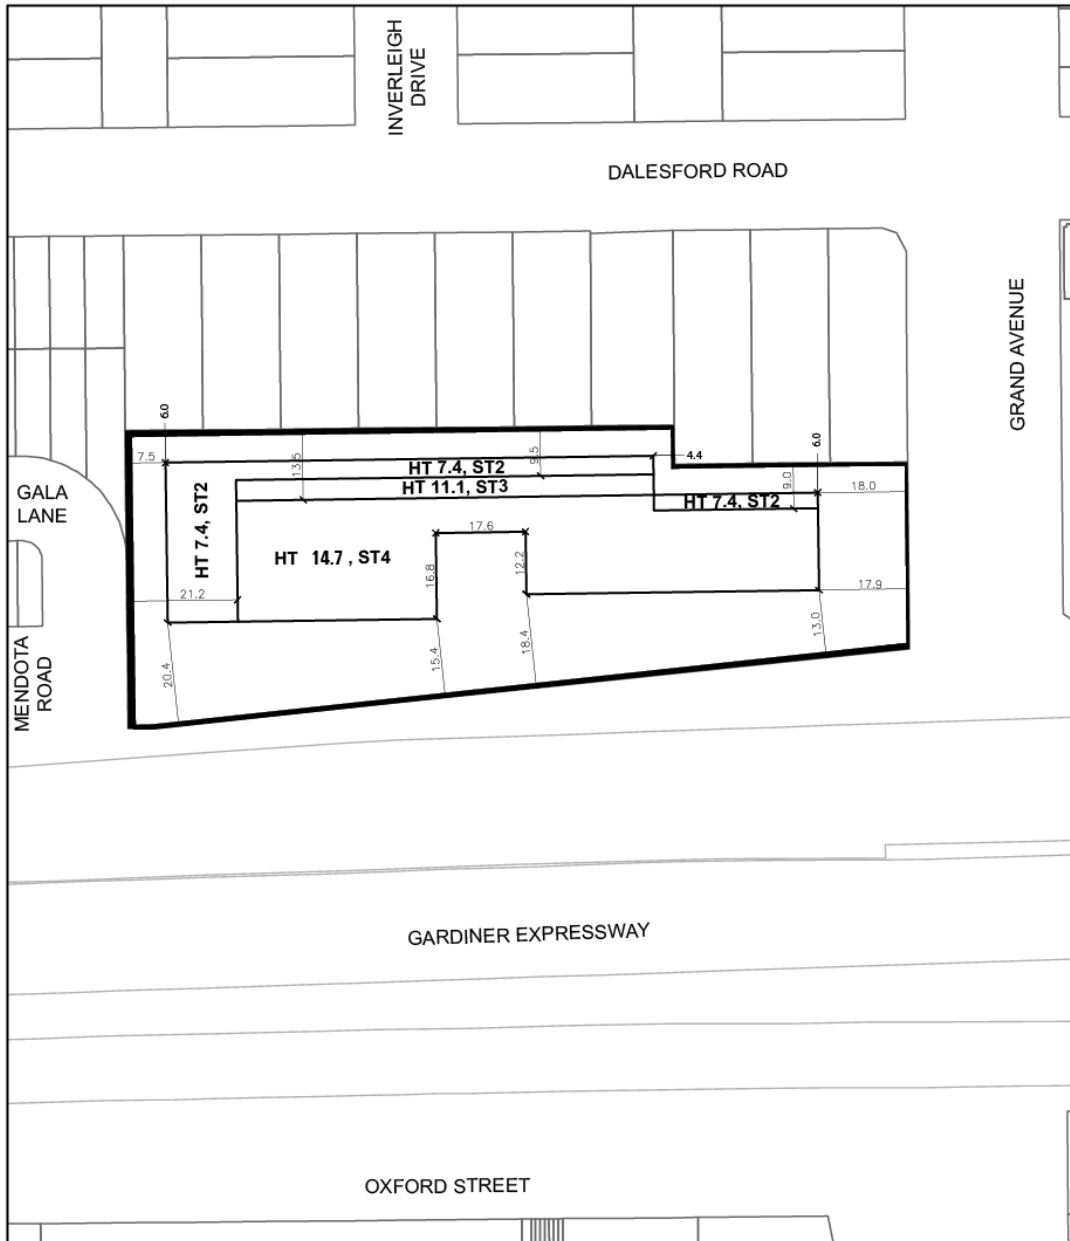 INVERLEIGH
DRIVE
DALESFORD ROAD
GRAND AVENUE
6.0
6.0
7.5
13.5
9.5
4.4
HT 7.4, ST2
HT 11.1, ST3
9.0
18.0
HT 7.4, ST2
GALA
LANE
HT 7.4, ST2
17.6
HT 14.7 , ST4
16.8
12.2
21.2
17.9
MENDOTA
ROAD
20.4
15.4
18.4
13.0
GARDINER EXPRESSWAY
OXFORD STREET